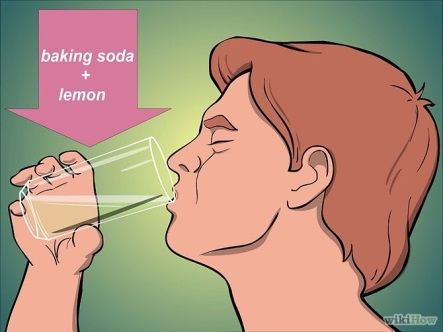 baking soda
+
lemon
wikiHow